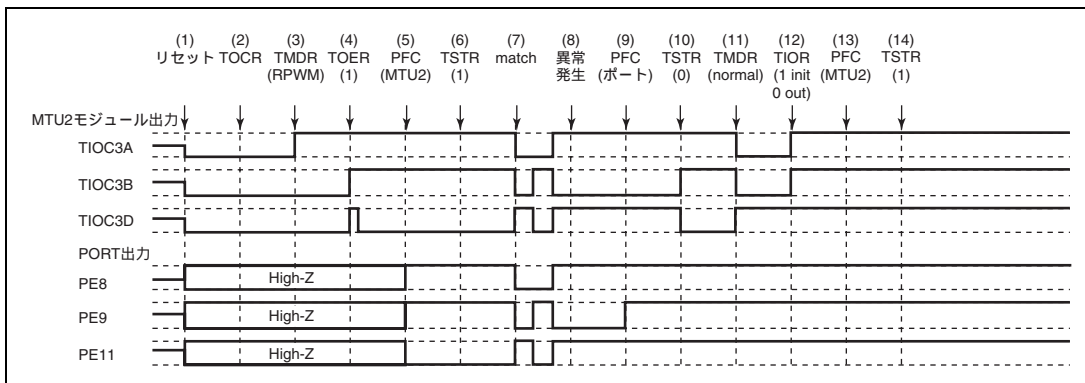 (1) (2) (3) (4) (5) (6) (7) (8) (9) (10) (11) (12) (13) (14)
リセット TOCR TMDR TOER PFC TSTR match 異常 PFC TSTR TMDR TIOR PFC TSTR
(RPWM) (1) (MTU2) (1) 発生 (ポート) (0) (normal) (1 init (MTU2) (1)
0 out)
MTU2モジュール出力
TIOC3A
TIOC3B
TIOC3D
PORT出力
PE8 High-Z
PE9 High-Z
PE11 High-Z